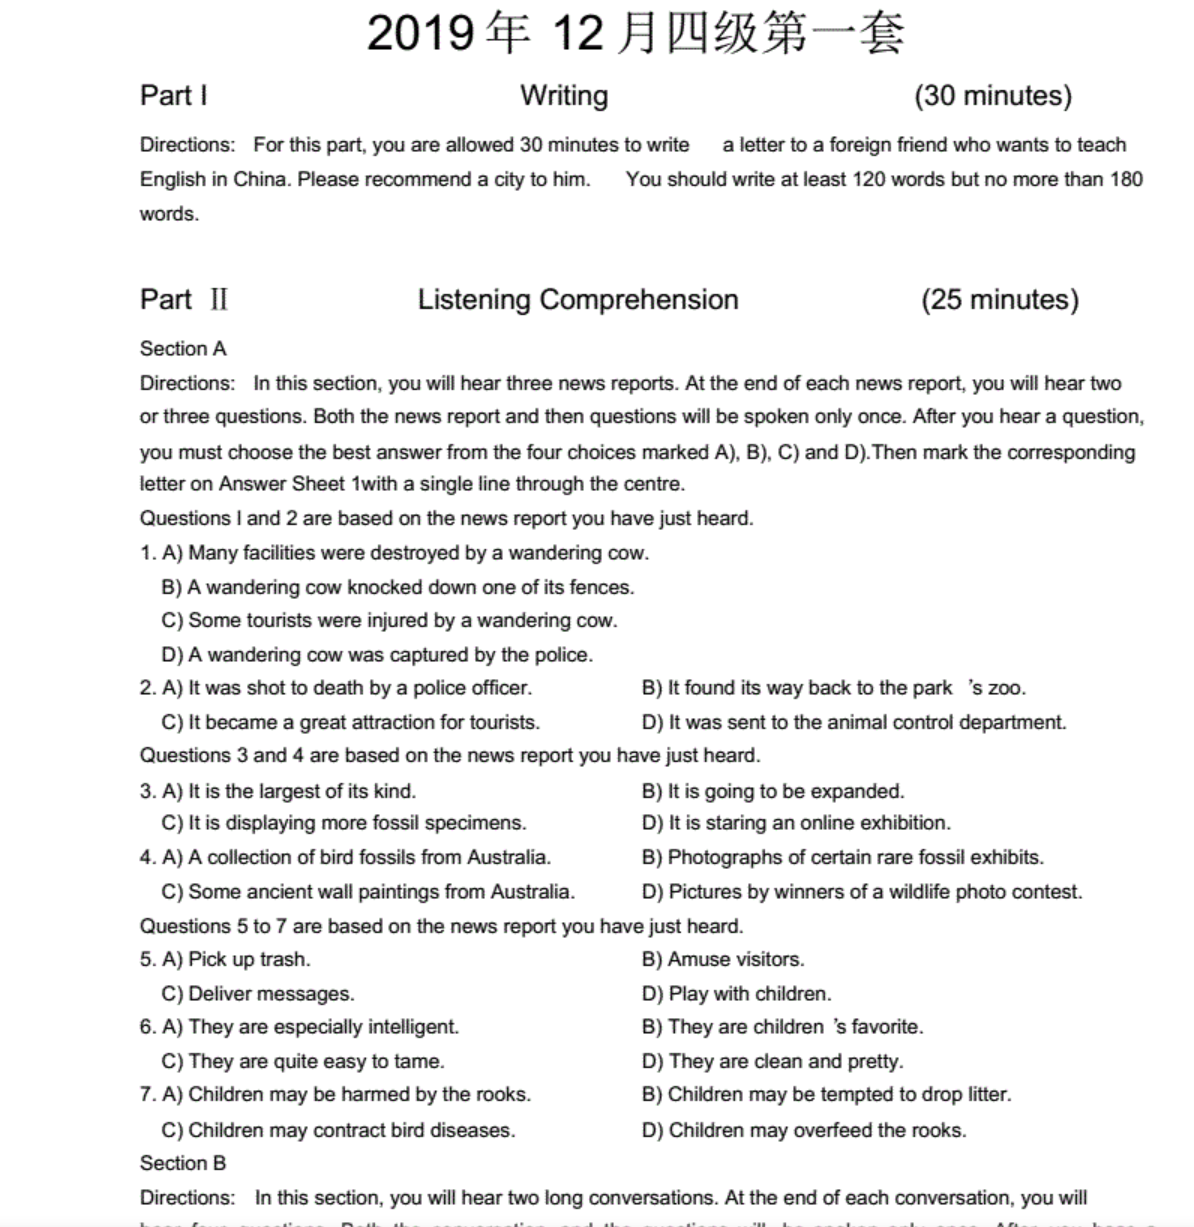 2019年 12月四级第一套
Part I Writing (30 minutes)
Directions: For this part, you are allowed 30 minutes to write a letter to a foreign friend who wants to teach
English in China. Please recommend a city to him. You should write at least 120 words but no more than 180
words.
Part Ⅱ Listening Comprehension (25 minutes)
Section A
Directions: In this section, you will hear three news reports. At the end of each news report, you will hear two
or three questions. Both the news report and then questions will be spoken only once. After you hear a question,
you must choose the best answer from the four choices marked A), B), C) and D).Then mark the corresponding
letter on Answer Sheet 1with a single line through the centre.
Questions l and 2 are based on the news report you have just heard.
1. A) Many facilities were destroyed by a wandering cow.
B) A wandering cow knocked down one of its fences.
C) Some tourists were injured by a wandering cow.
D) A wandering cow was captured by the police.
2. A) It was shot to death by a police officer. B) It found its way back to the park ’s zoo.
C) It became a great attraction for tourists. D) It was sent to the animal control department.
Questions 3 and 4 are based on the news report you have just heard.
3. A) It is the largest of its kind. B) It is going to be expanded.
C) It is displaying more fossil specimens. D) It is staring an online exhibition.
4. A) A collection of bird fossils from Australia. B) Photographs of certain rare fossil exhibits.
C) Some ancient wall paintings from Australia. D) Pictures by winners of a wildlife photo contest.
Questions 5 to 7 are based on the news report you have just heard.
5. A) Pick up trash. B) Amuse visitors.
C) Deliver messages. D) Play with children.
6. A) They are especially intelligent. B) They are children ’s favorite.
C) They are quite easy to tame. D) They are clean and pretty.
7. A) Children may be harmed by the rooks. B) Children may be tempted to drop litter.
C) Children may contract bird diseases. D) Children may overfeed the rooks.
Section B
Directions: In this section, you will hear two long conversations. At the end of each conversation, you will